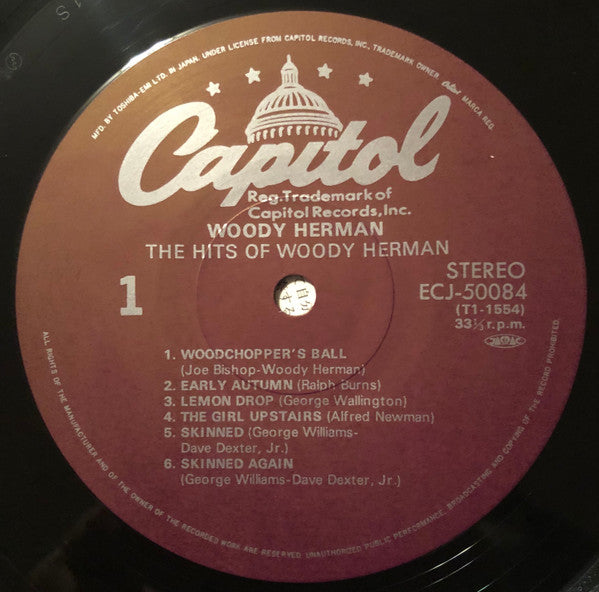 MFD. BY TOSHIBA-EMI LTD. IN JAPAN. UNDER LICENSE FROM CAPITOL RECORDS, INC., TRADEMARK OWNER. Capitol MARCA REG.
Capitol
Reg.Trademark of
Capitol Records,Inc.
WOODY HERMAN
THE HITS OF WOODY HERMAN
1
STEREO
ECJ-50084
(T1-1554)
33⅓ r.p.m.
JASRAC
1. WOODCHOPPER'S BALL
(Joe Bishop-Woody Herman)
2. EARLY AUTUMN (Ralph Burns)
3. LEMON DROP (George Wallington)
4. THE GIRL UPSTAIRS (Alfred Newman)
5. SKINNED (George Williams-
Dave Dexter, Jr.)
6. SKINNED AGAIN
(George Williams-Dave Dexter, Jr.)
ALL RIGHTS OF THE MANUFACTURER AND OF THE OWNER OF THE RECORDED WORK ARE RESERVED. UNAUTHORIZED PUBLIC PERFORMANCE, BROADCASTING AND COPYING OF THE RECORD PROHIBITED.